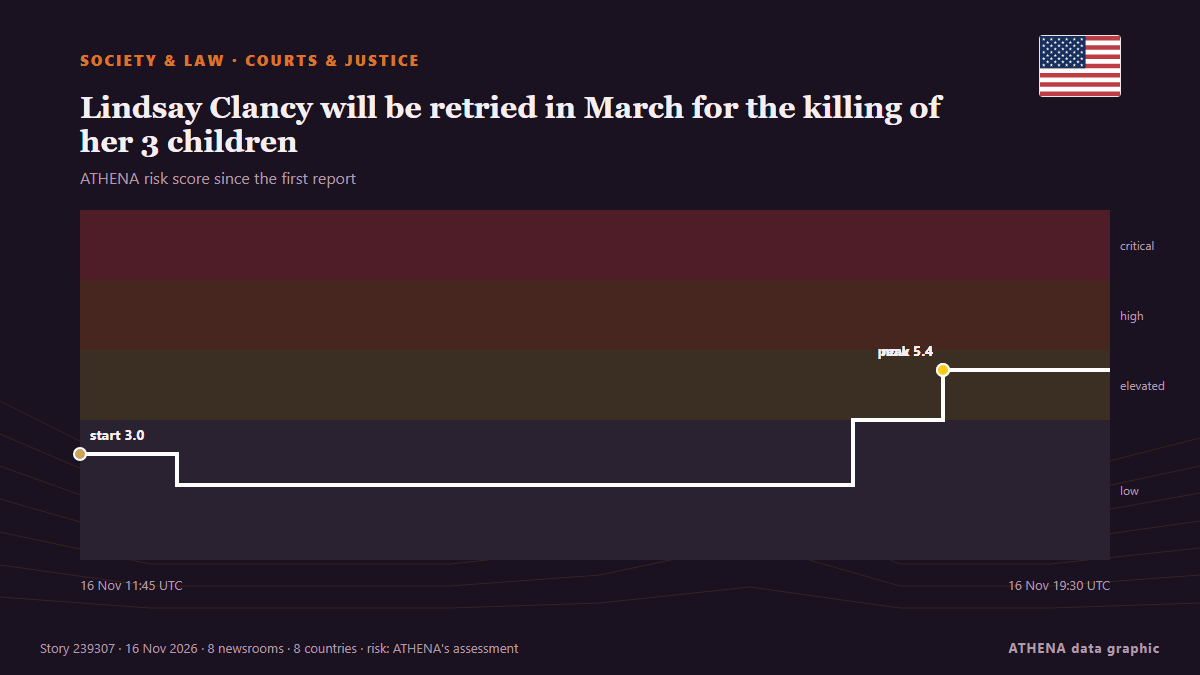 SOCIETY & LAW · COURTS & JUSTICE
Lindsay Clancy will be retried in March for the killing of
her 3 children
ATHENA risk score since the first report
critical
high
peak 5.4
elevated
start 3.0
low
16 Nov 11:45 UTC
16 Nov 19:30 UTC
Story 239307 · 16 Nov 2026 · 8 newsrooms · 8 countries · risk: ATHENA's assessment
ATHENA data graphic